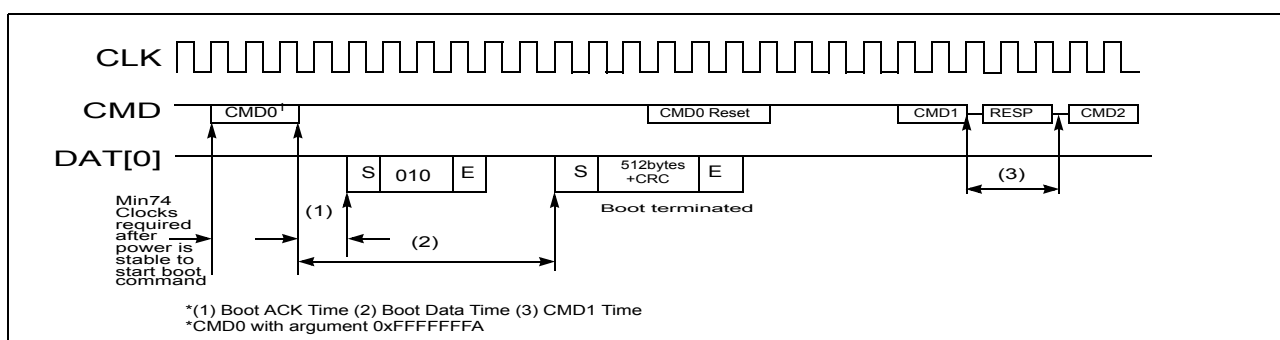 CLK
CMD
CMD0¹
CMD0 Reset
CMD1
RESP
CMD2
DAT[0]
S
010
E
S
512bytes
+CRC
E
(3)
Boot terminated
Min74
Clocks
required
after
power is
stable to
start boot
command
(1)
(2)
*(1) Boot ACK Time (2) Boot Data Time (3) CMD1 Time
*CMD0 with argument 0xFFFFFFFA